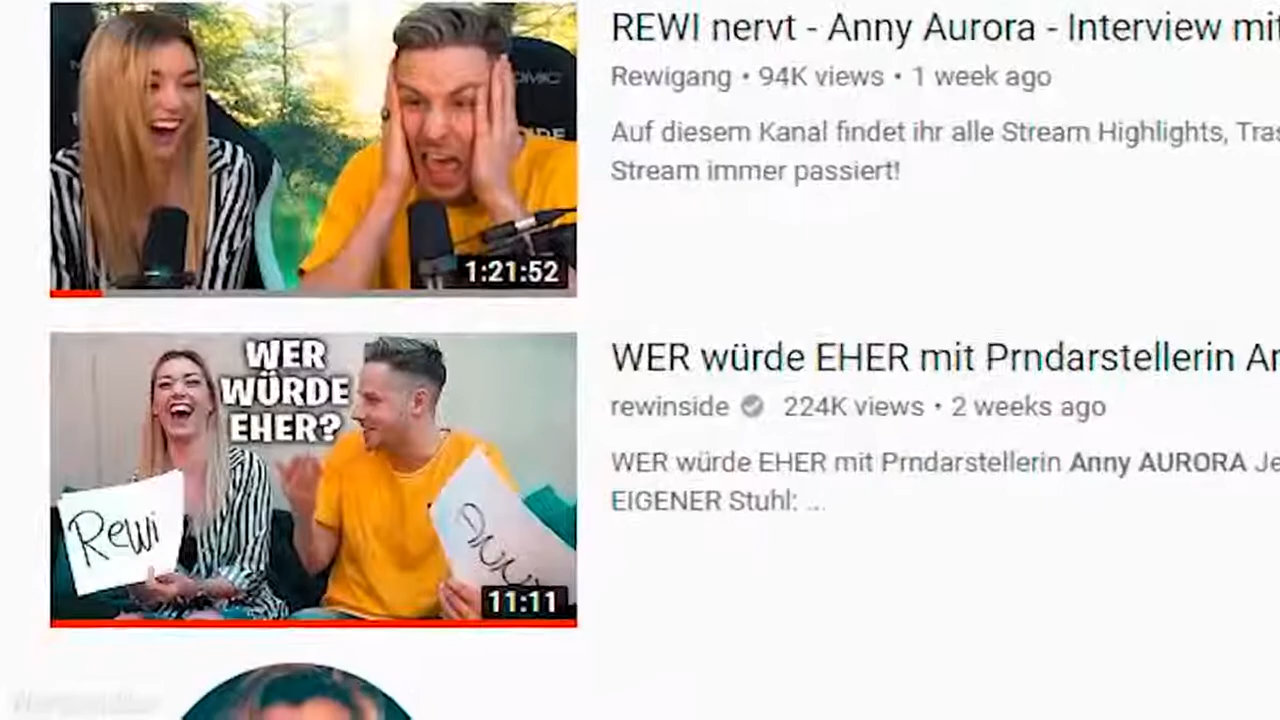 REWI nervt - Anny Aurora - Interview mit
Rewigang • 94K views • 1 week ago
Auf diesem Kanal findet ihr alle Stream Highlights, Tras
Stream immer passiert!
1:21:52
WER
WÜRDE
EHER?
Rewi
ANNY
11:11
WER würde EHER mit Prndarstellerin An
rewinside 224K views • 2 weeks ago
WER würde EHER mit Prndarstellerin Anny AURORA Je
EIGENER Stuhl: ...